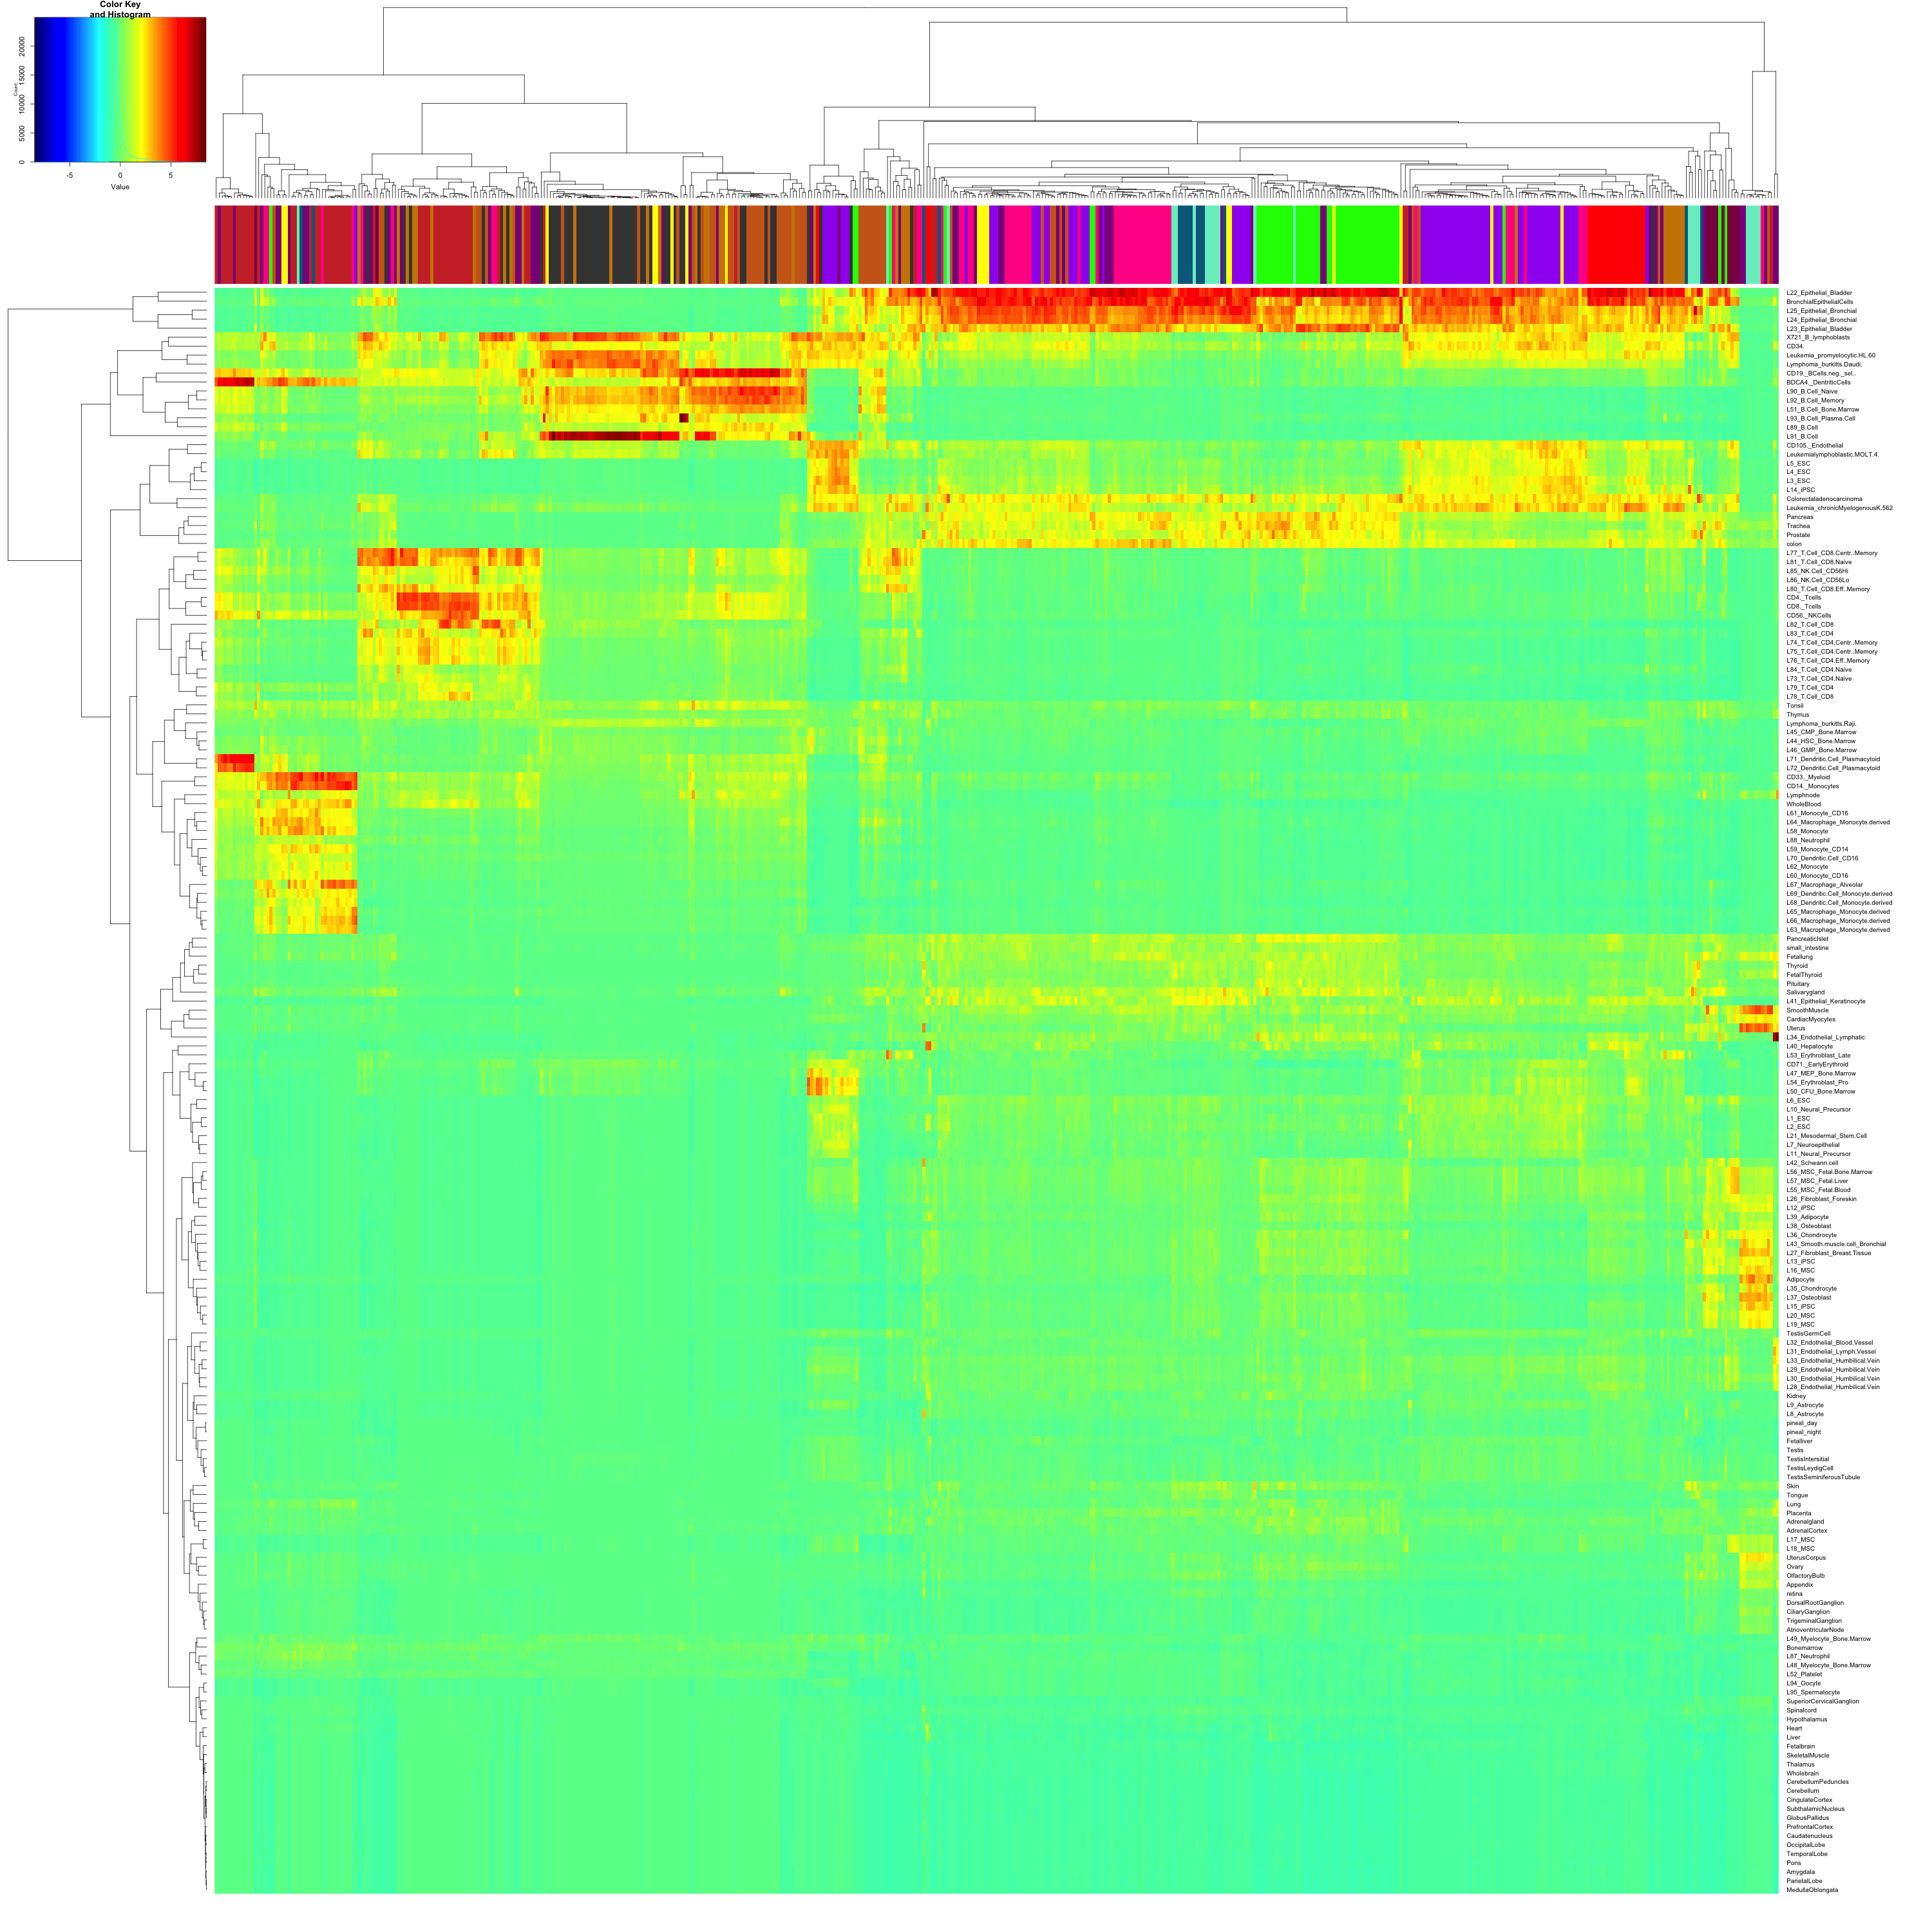 Color Key
and Histogram
Count
0
5000
10000
15000
20000
-5
0
5
Value
L22_Epithelial_Bladder
BronchialEpithelialCells
L25_Epithelial_Bronchial
L24_Epithelial_Bronchial
L23_Epithelial_Bladder
X721_B_lymphoblasts
CD34.
Leukemia_promyelocytic.HL.60
Lymphoma_burkitts.Daudi.
CD19._BCells.neg._sel..
BDCA4._DentriticCells
L90_B.Cell_Naive
L92_B.Cell_Memory
L51_B.Cell_Bone.Marrow
L93_B.Cell_Plasma.Cell
L89_B.Cell
L91_B.Cell
CD105._Endothelial
Leukemialymphoblastic.MOLT.4.
L5_ESC
L4_ESC
L3_ESC
L14_iPSC
Colorectaladenocarcinoma
Leukemia_chronicMyelogenousK.562
Pancreas
Trachea
Prostate
colon
L77_T.Cell_CD8.Centr..Memory
L81_T.Cell_CD8.Naive
L85_NK.Cell_CD56Hi
L86_NK.Cell_CD56Lo
L80_T.Cell_CD8.Eff..Memory
CD4._Tcells
CD8._Tcells
CD56._NKCells
L82_T.Cell_CD8
L83_T.Cell_CD4
L74_T.Cell_CD4.Centr..Memory
L75_T.Cell_CD4.Centr..Memory
L76_T.Cell_CD4.Eff..Memory
L84_T.Cell_CD4.Naive
L73_T.Cell_CD4.Naive
L79_T.Cell_CD4
L78_T.Cell_CD8
Tonsil
Thymus
Lymphoma_burkitts.Raji.
L45_CMP_Bone.Marrow
L44_HSC_Bone.Marrow
L46_GMP_Bone.Marrow
L71_Dendritic.Cell_Plasmacytoid
L72_Dendritic.Cell_Plasmacytoid
CD33._Myeloid
CD14._Monocytes
Lymphnode
WholeBlood
L61_Monocyte_CD16
L64_Macrophage_Monocyte.derived
L58_Monocyte
L88_Neutrophil
L59_Monocyte_CD14
L70_Dendritic.Cell_CD16
L62_Monocyte
L60_Monocyte_CD16
L67_Macrophage_Alveolar
L69_Dendritic.Cell_Monocyte.derived
L68_Dendritic.Cell_Monocyte.derived
L65_Macrophage_Monocyte.derived
L66_Macrophage_Monocyte.derived
L63_Macrophage_Monocyte.derived
PancreaticIslet
small_intestine
Fetallung
Thyroid
FetalThyroid
Pituitary
Salivarygland
L41_Epithelial_Keratinocyte
SmoothMuscle
CardiacMyocytes
Uterus
L34_Endothelial_Lymphatic
L40_Hepatocyte
L53_Erythroblast_Late
CD71._EarlyErythroid
L47_MEP_Bone.Marrow
L54_Erythroblast_Pro
L50_CFU_Bone.Marrow
L6_ESC
L10_Neural_Precursor
L1_ESC
L2_ESC
L21_Mesodermal_Stem.Cell
L7_Neuroepithelial
L11_Neural_Precursor
L42_Schwann.cell
L56_MSC_Fetal.Bone.Marrow
L57_MSC_Fetal.Liver
L55_MSC_Fetal.Blood
L26_Fibroblast_Foreskin
L12_iPSC
L39_Adipocyte
L38_Osteoblast
L36_Chondrocyte
L43_Smooth.muscle.cell_Bronchial
L27_Fibroblast_Breast.Tissue
L13_iPSC
L16_MSC
Adipocyte
L35_Chondrocyte
L37_Osteoblast
L15_iPSC
L20_MSC
L19_MSC
TestisGermCell
L32_Endothelial_Blood.Vessel
L31_Endothelial_Lymph.Vessel
L33_Endothelial_Humbilical.Vein
L29_Endothelial_Humbilical.Vein
L30_Endothelial_Humbilical.Vein
L28_Endothelial_Humbilical.Vein
Kidney
L9_Astrocyte
L8_Astrocyte
pineal_day
pineal_night
Fetalliver
Testis
TestisIntersitial
TestisLeydigCell
TestisSeminiferousTubule
Skin
Tongue
Lung
Placenta
Adrenalgland
AdrenalCortex
L17_MSC
L18_MSC
UterusCorpus
Ovary
OlfactoryBulb
Appendix
retina
DorsalRootGanglion
CiliaryGanglion
TrigeminalGanglion
AtrioventricularNode
L49_Myelocyte_Bone.Marrow
Bonemarrow
L87_Neutrophil
L48_Myelocyte_Bone.Marrow
L52_Platelet
L94_Oocyte
L95_Spermatocyte
SuperiorCervicalGanglion
Spinalcord
Hypothalamus
Heart
Liver
Fetalbrain
SkeletalMuscle
Thalamus
Wholebrain
CerebellumPeduncles
Cerebellum
CingulateCortex
SubthalamicNucleus
GlobusPallidus
PrefrontalCortex
Caudatenucleus
OccipitalLobe
TemporalLobe
Pons
Amygdala
ParietalLobe
MedullaOblongata